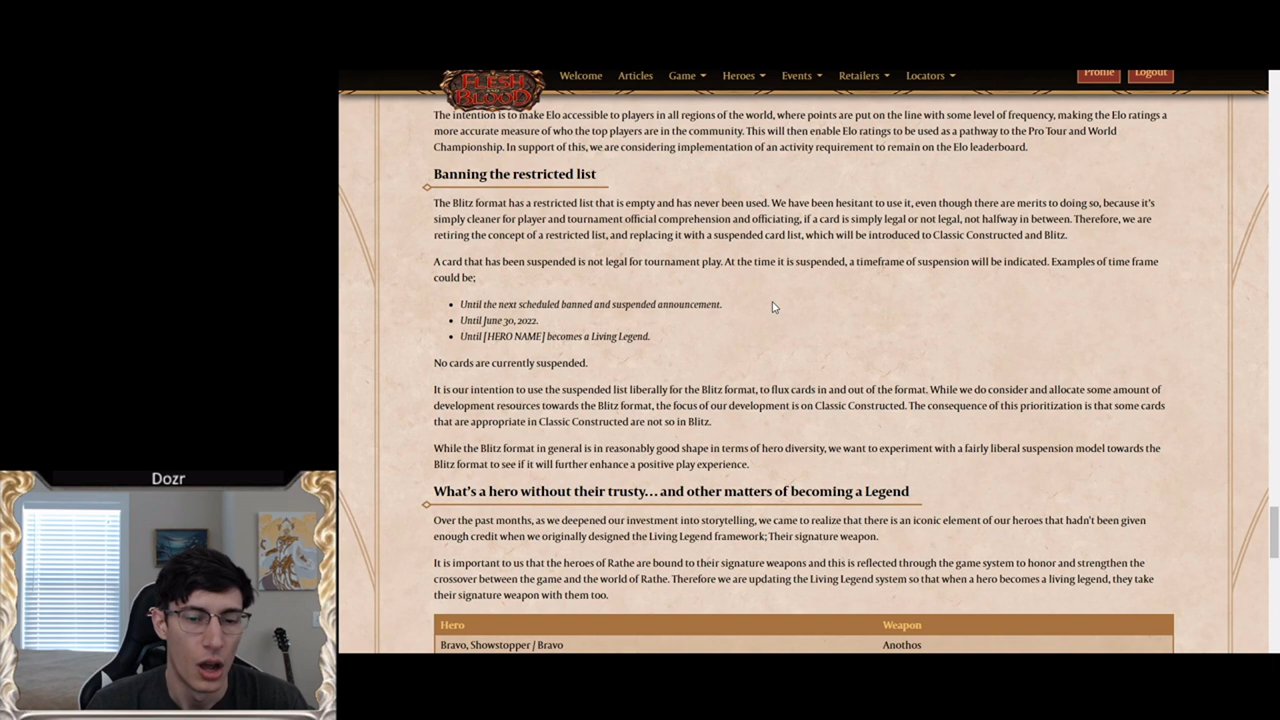 FLESH
AND
BLOOD
Welcome
Articles
Game
Heroes
Events
Retailers
Locators
Profile
Logout
The intention is to make Elo accessible to players in all regions of the world, where points are put on the line with some level of frequency, making the Elo ratings a
more accurate measure of who the top players are in the community. This will then enable Elo ratings to be used as a pathway to the Pro Tour and World
Championship. In support of this, we are considering implementation of an activity requirement to remain on the Elo leaderboard.
Banning the restricted list
The Blitz format has a restricted list that is empty and has never been used. We have been hesitant to use it, even though there are merits to doing so, because it's
simply cleaner for player and tournament official comprehension and officiating, if a card is simply legal or not legal, not halfway in between. Therefore, we are
retiring the concept of a restricted list, and replacing it with a suspended card list, which will be introduced to Classic Constructed and Blitz.
A card that has been suspended is not legal for tournament play. At the time it is suspended, a timeframe of suspension will be indicated. Examples of time frame
could be;
• Until the next scheduled banned and suspended announcement.
• Until June 30, 2022.
• Until [HERO NAME] becomes a Living Legend.
No cards are currently suspended.
It is our intention to use the suspended list liberally for the Blitz format, to flux cards in and out of the format. While we do consider and allocate some amount of
development resources towards the Blitz format, the focus of our development is on Classic Constructed. The consequence of this prioritization is that some cards
that are appropriate in Classic Constructed are not so in Blitz.
While the Blitz format in general is in reasonably good shape in terms of hero diversity, we want to experiment with a fairly liberal suspension model towards the
Blitz format to see if it will further enhance a positive play experience.
What's a hero without their trusty... and other matters of becoming a Legend
Over the past months, as we deepened our investment into storytelling, we came to realize that there is an iconic element of our heroes that hadn't been given
enough credit when we originally designed the Living Legend framework; Their signature weapon.
It is important to us that the heroes of Rathe are bound to their signature weapons and this is reflected through the game system to honor and strengthen the
crossover between the game and the world of Rathe. Therefore we are updating the Living Legend system so that when a hero becomes a living legend, they take
their signature weapon with them too.
Hero Weapon
Bravo, Showstopper / Bravo Anothos
Dozr